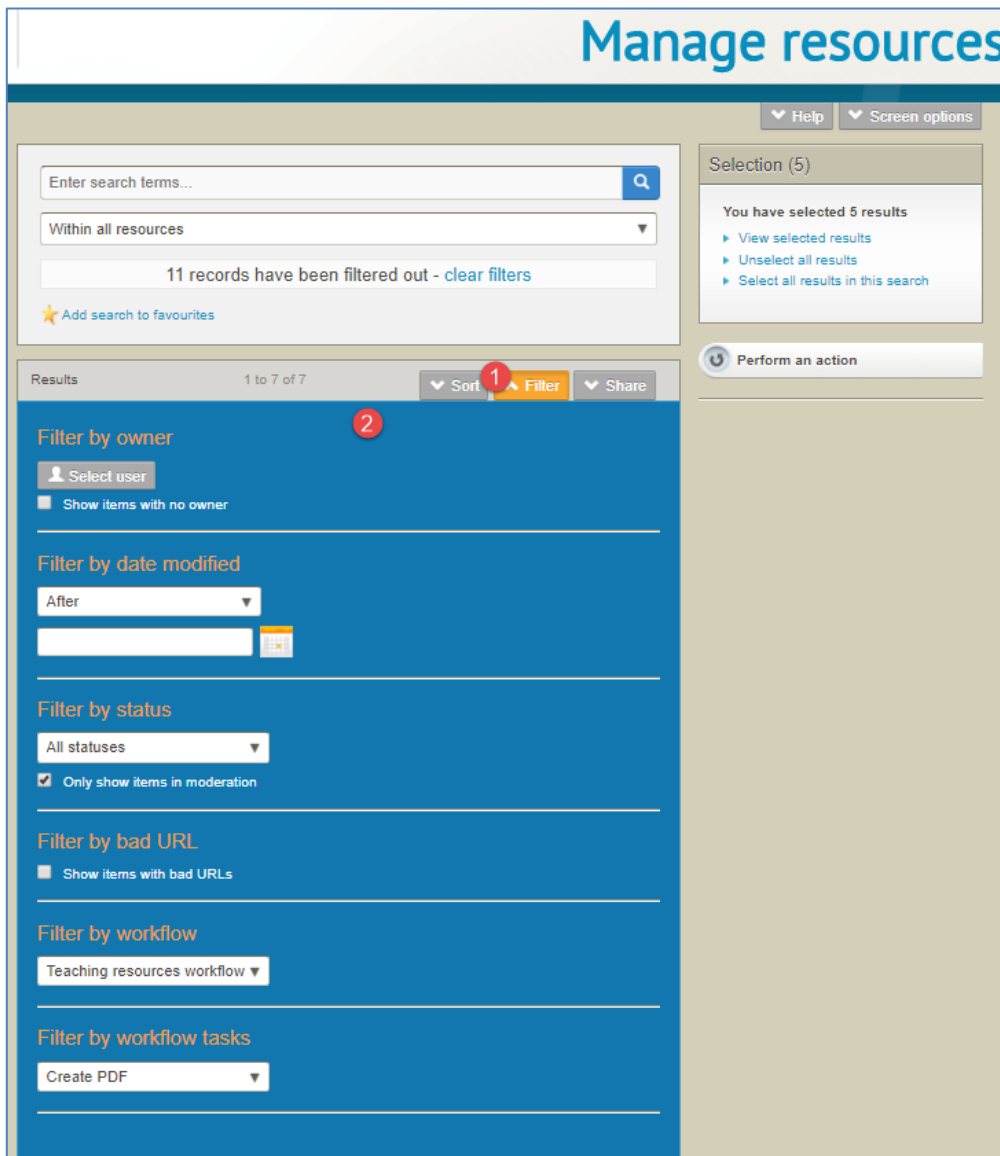 Manage resources
Help Screen options
Enter search terms...
Within all resources
11 records have been filtered out - clear filters
Add search to favourites
Selection (5)
You have selected 5 results
View selected results
Unselect all results
Select all results in this search
Perform an action
Results 1 to 7 of 7 Sort 1 Filter Share
2
Filter by owner
Select user
Show items with no owner
Filter by date modified
After
Filter by status
All statuses
Only show items in moderation
Filter by bad URL
Show items with bad URLs
Filter by workflow
Teaching resources workflow
Filter by workflow tasks
Create PDF